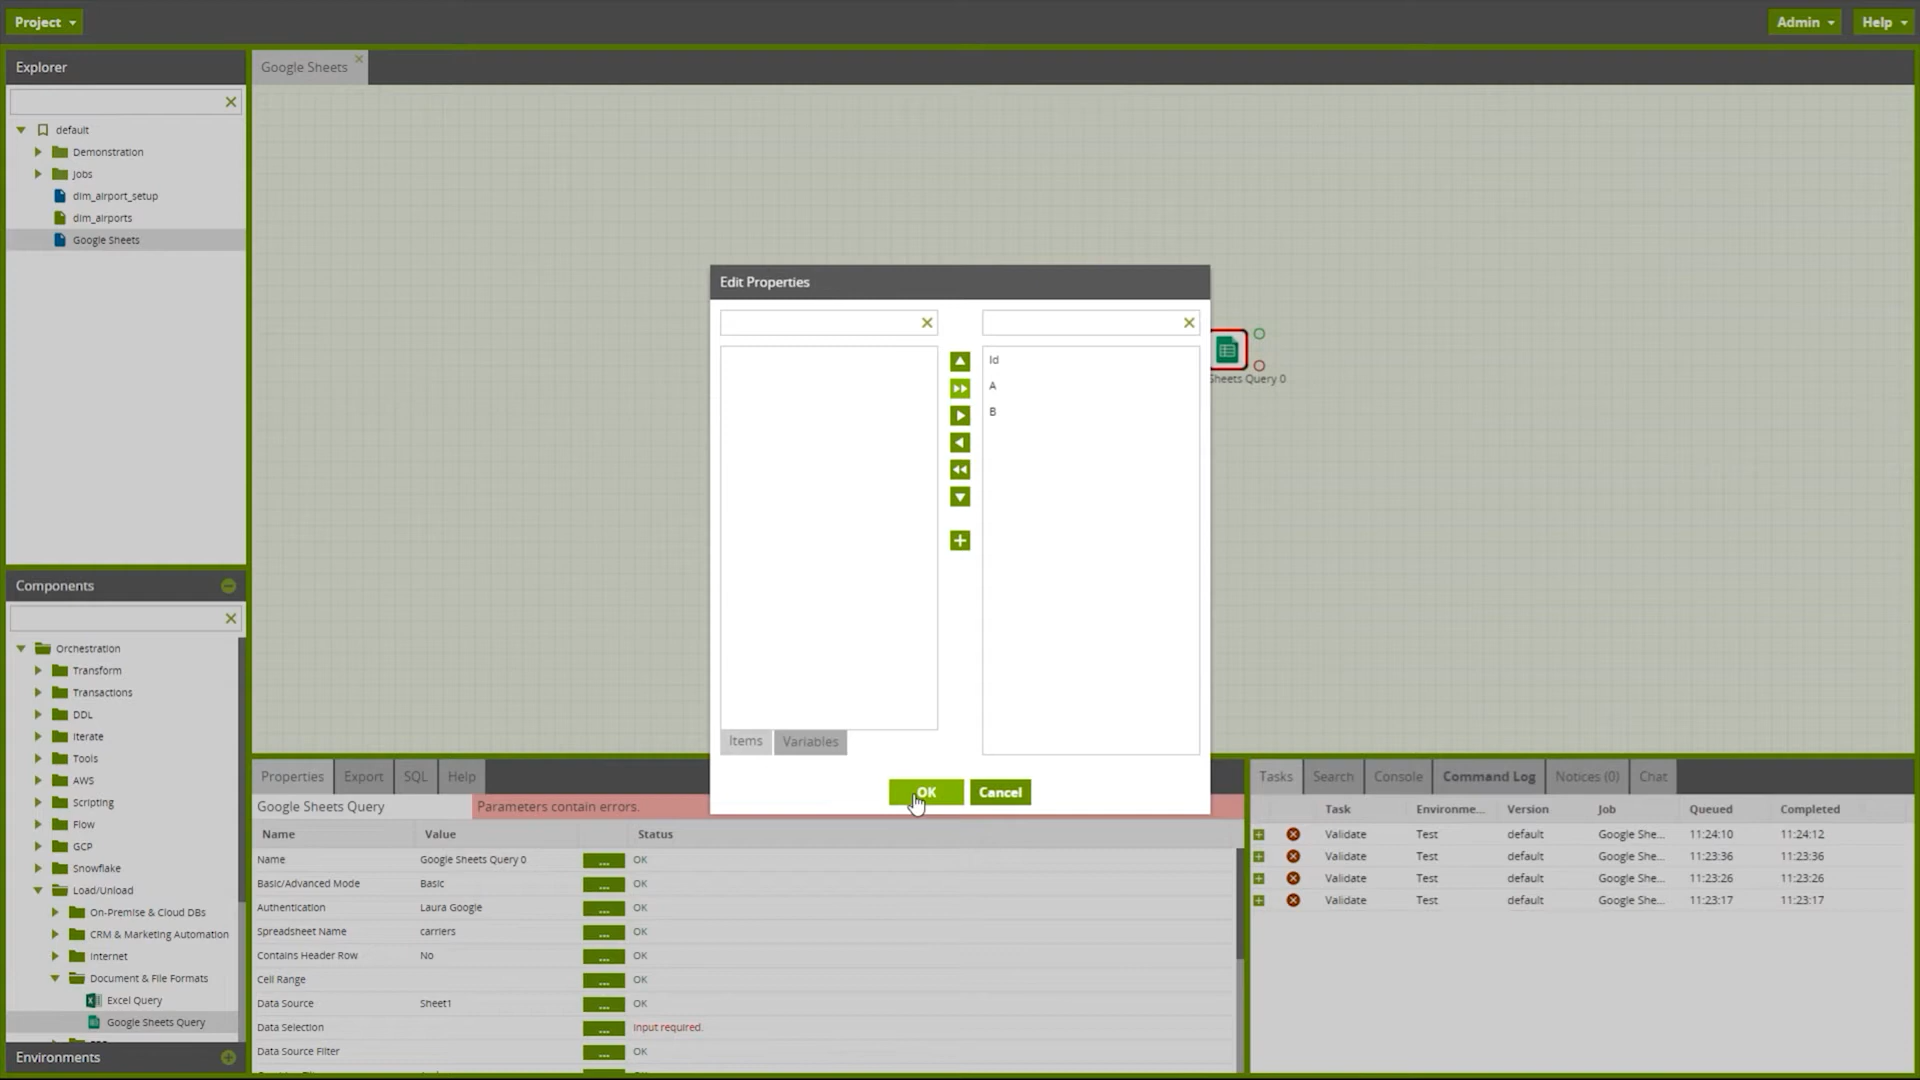 Project
Admin
Help
Explorer
default
Demonstration
Jobs
dim_airport_setup
dim_airports
Google Sheets
Components
Orchestration
Transform
Transactions
DDL
Iterate
Tools
AWS
Scripting
Flow
GCP
Snowflake
Load/Unload
On-Premise & Cloud DBs
CRM & Marketing Automation
Internet
Document & File Formats
Excel Query
Google Sheets Query
Environments
Google Sheets
Sheets Query 0
Edit Properties
Id
A
B
Items Variables
OK Cancel
Properties Export SQL Help
Google Sheets Query Parameters contain errors.
Name Value Status
Name Google Sheets Query 0 ... OK
Basic/Advanced Mode Basic ... OK
Authentication Laura Google ... OK
Spreadsheet Name carriers ... OK
Contains Header Row No ... OK
Cell Range ... OK
Data Source Sheet1 ... OK
Data Selection ... Input required.
Data Source Filter ... OK
Tasks Search Console Command Log Notices (0) Chat
Task Environme... Version Job Queued Completed
Validate Test default Google She... 11:24:10 11:24:12
Validate Test default Google She... 11:23:36 11:23:36
Validate Test default Google She... 11:23:26 11:23:26
Validate Test default Google She... 11:23:17 11:23:17